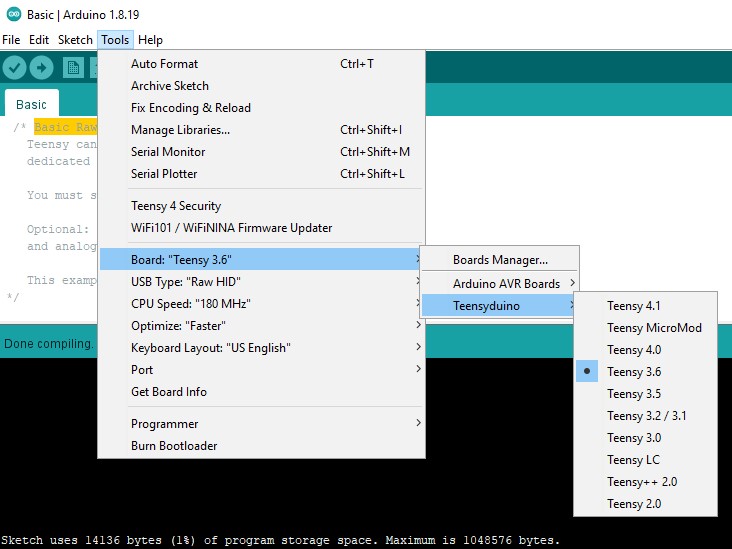 Basic | Arduino 1.8.19
File Edit Sketch Tools Help
Basic
/* Basic Raw
Teensy can
dedicated
You must s
Optional:
and analog
This examp
*/
Done compiling.
Sketch uses 14136 bytes (1%) of program storage space. Maximum is 1048576 bytes.
Auto Format Ctrl+T
Archive Sketch
Fix Encoding & Reload
Manage Libraries... Ctrl+Shift+I
Serial Monitor Ctrl+Shift+M
Serial Plotter Ctrl+Shift+L
Teensy 4 Security
WiFi101 / WiFiNINA Firmware Updater
Board: "Teensy 3.6"
USB Type: "Raw HID"
CPU Speed: "180 MHz"
Optimize: "Faster"
Keyboard Layout: "US English"
Port
Get Board Info
Programmer
Burn Bootloader
Boards Manager...
Arduino AVR Boards
Teensyduino
Teensy 4.1
Teensy MicroMod
Teensy 4.0
Teensy 3.6
Teensy 3.5
Teensy 3.2 / 3.1
Teensy 3.0
Teensy LC
Teensy++ 2.0
Teensy 2.0